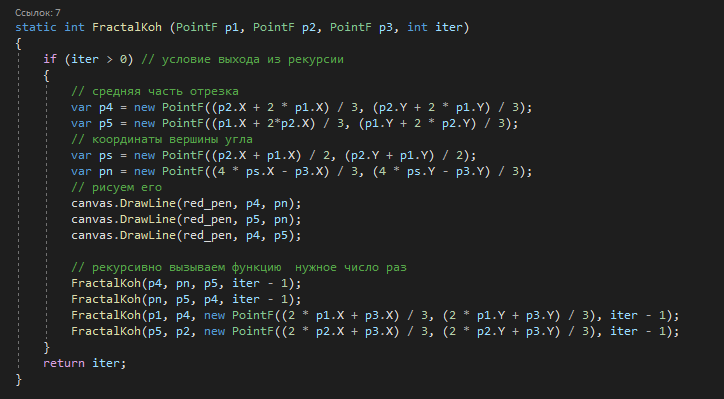 Ссылок: 7
static int FractalKoh (PointF p1, PointF p2, PointF p3, int iter)
{
if (iter > 0) // условие выхода из рекурсии
{
// средняя часть отрезка
var p4 = new PointF((p2.X + 2 * p1.X) / 3, (p2.Y + 2 * p1.Y) / 3);
var p5 = new PointF((p1.X + 2*p2.X) / 3, (p1.Y + 2 * p2.Y) / 3);
// координаты вершины угла
var ps = new PointF((p2.X + p1.X) / 2, (p2.Y + p1.Y) / 2);
var pn = new PointF((4 * ps.X - p3.X) / 3, (4 * ps.Y - p3.Y) / 3);
// рисуем его
canvas.DrawLine(red_pen, p4, pn);
canvas.DrawLine(red_pen, p5, pn);
canvas.DrawLine(red_pen, p4, p5);
// рекурсивно вызываем функцию  нужное число раз
FractalKoh(p4, pn, p5, iter - 1);
FractalKoh(pn, p5, p4, iter - 1);
FractalKoh(p1, p4, new PointF((2 * p1.X + p3.X) / 3, (2 * p1.Y + p3.Y) / 3), iter - 1);
FractalKoh(p5, p2, new PointF((2 * p2.X + p3.X) / 3, (2 * p2.Y + p3.Y) / 3), iter - 1);
}
return iter;
}